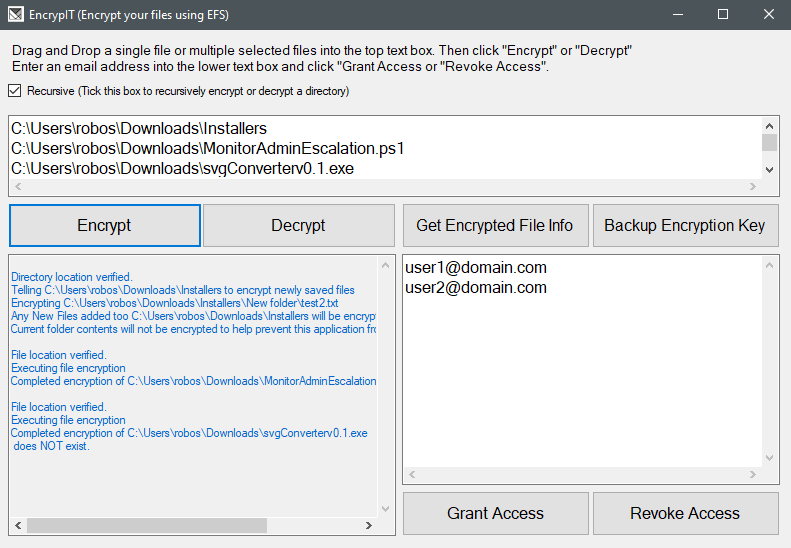 EncrypIT (Encrypt your files using EFS)
Drag and Drop a single file or multiple selected files into the top text box. Then click "Encrypt" or "Decrypt"
Enter an email address into the lower text box and click "Grant Access or "Revoke Access".
Recursive (Tick this box to recursively encrypt or decrypt a directory)
C:\Users\robos\Downloads\Installers
C:\Users\robos\Downloads\MonitorAdminEscalation.ps1
C:\Users\robos\Downloads\svgConverterv0.1.exe
Encrypt
Decrypt
Get Encrypted File Info
Backup Encryption Key
Directory location verified.
Telling C:\Users\robos\Downloads\Installers to encrypt newly saved files
Encrypting C:\Users\robos\Downloads\Installers\New folder\test2.txt
Any New Files added too C:\Users\robos\Downloads\Installers will be encryp
Current folder contents will not be encrypted to help prevent this application fro
File location verified.
Executing file encryption
Completed encryption of C:\Users\robos\Downloads\MonitorAdminEscalation
File location verified.
Executing file encryption
Completed encryption of C:\Users\robos\Downloads\svgConverterv0.1.exe
does NOT exist.
user1@domain.com
user2@domain.com
Grant Access
Revoke Access